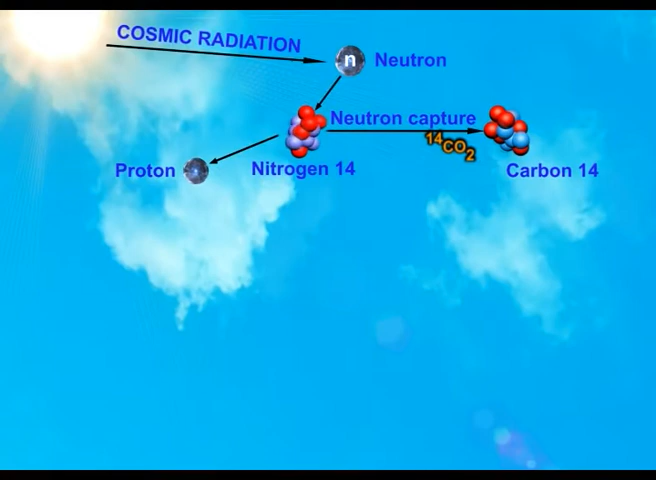 COSMIC RADIATION
n
Neutron
Neutron capture
¹⁴CO₂
Proton
Nitrogen 14
Carbon 14